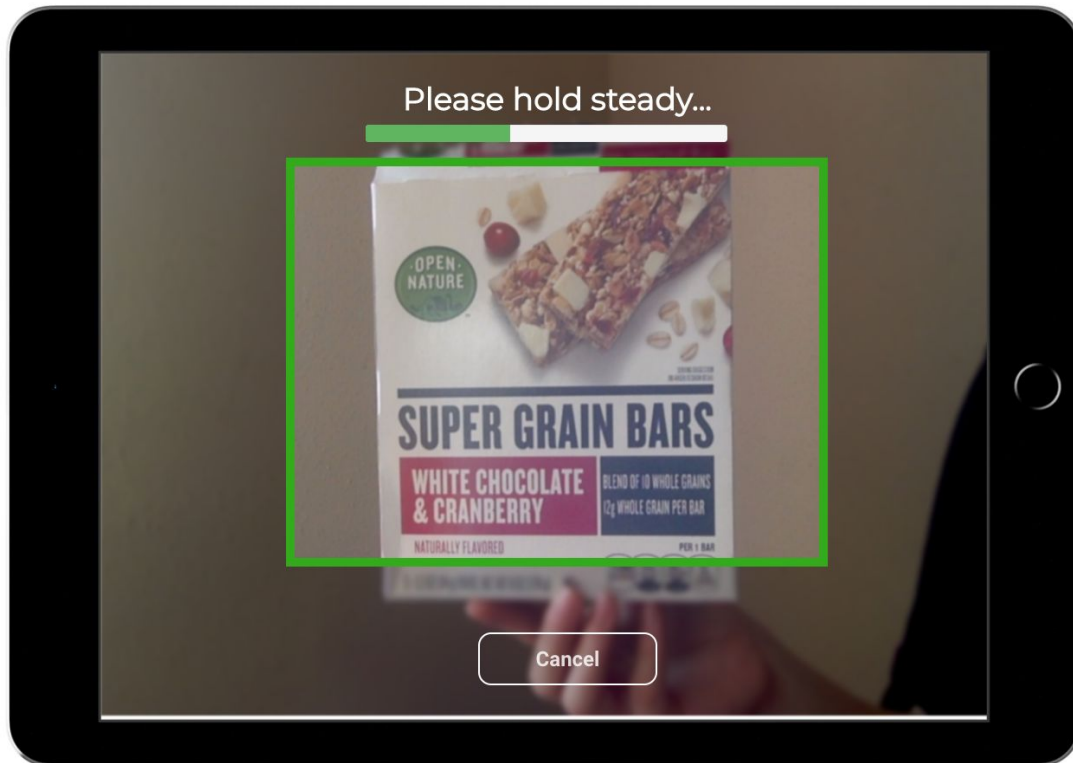 Please hold steady...
OPEN
NATURE
SUPER GRAIN BARS
WHITE CHOCOLATE
& CRANBERRY
BLEND OF 10 WHOLE GRAINS
12g WHOLE GRAIN PER BAR
NATURALLY FLAVORED
PER 1 BAR
Cancel